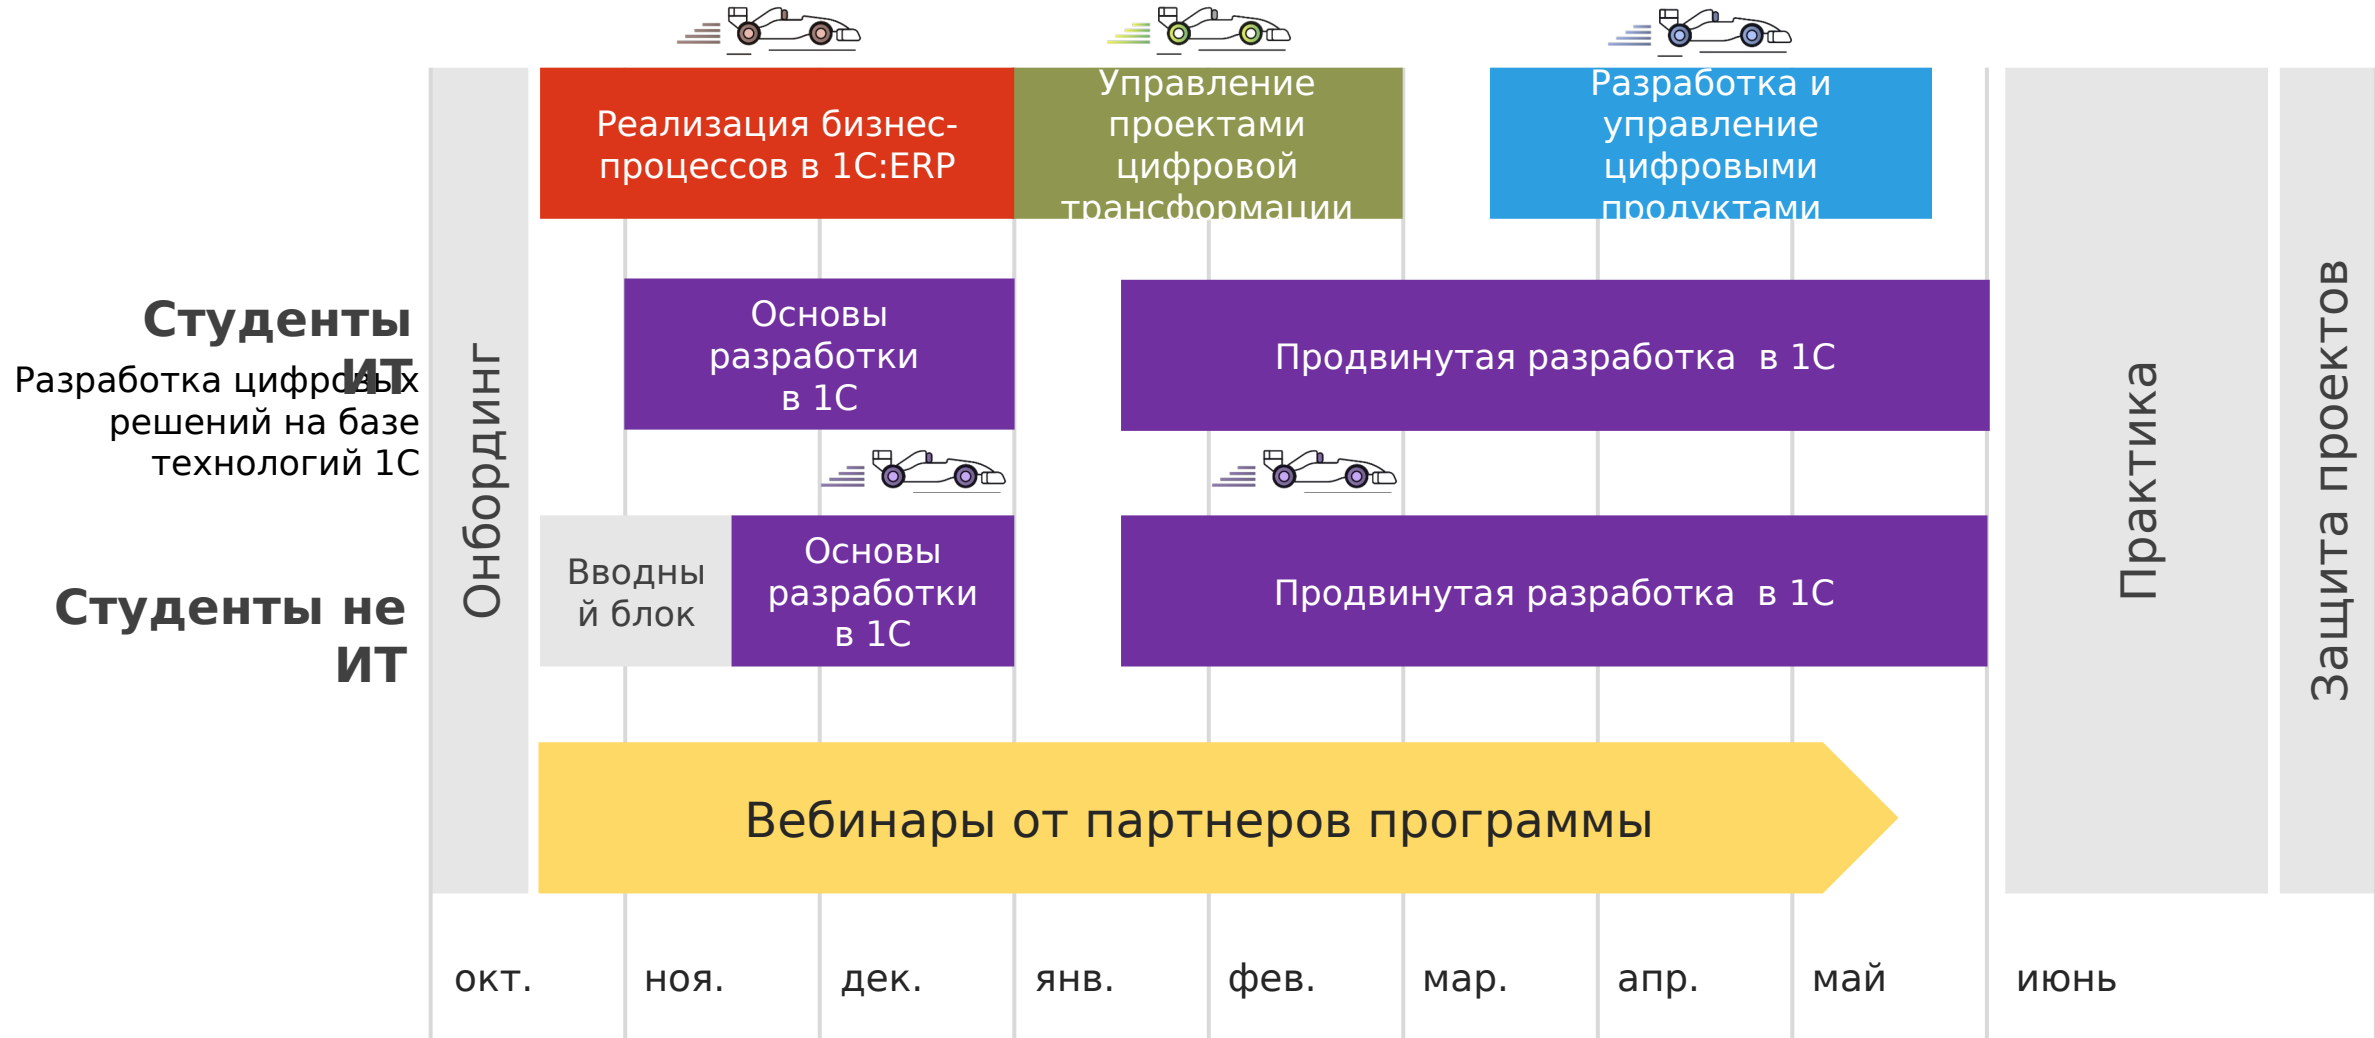 Реализация бизнес-
процессов в 1С:ERP
Управление
проектами
цифровой
трансформации
Разработка и
управление
цифровыми
продуктами
Студенты
ИТ
Разработка цифровых
решений на базе
технологий 1С
Основы
разработки
в 1С
Продвинутая разработка  в 1С
Студенты не
ИТ
Вводны
й блок
Основы
разработки
в 1С
Продвинутая разработка  в 1С
Онбординг
Практика
Защита проектов
Вебинары от партнеров программы
окт.
ноя.
дек.
янв.
фев.
мар.
апр.
май
июнь